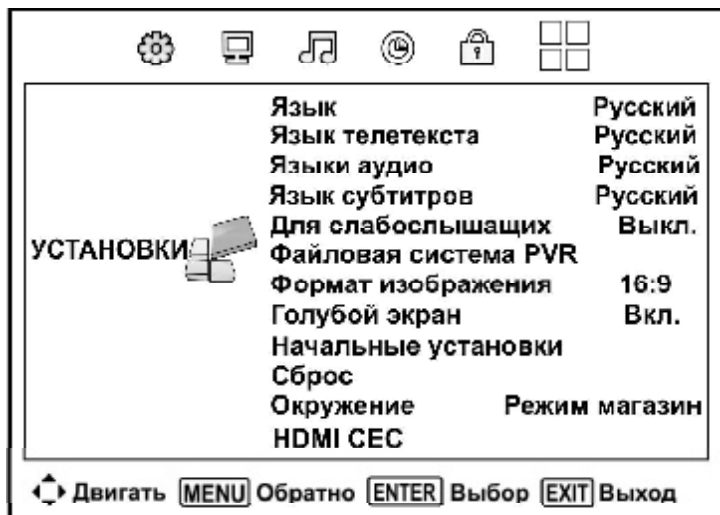 Язык Русский
Язык телетекста Русский
Языки аудио Русский
Язык субтитров Русский
Для слабослышащих Выкл.
УСТАНОВКИ
Файловая система PVR
Формат изображения 16:9
Голубой экран Вкл.
Начальные установки
Сброс
Окружение Режим магазин
HDMI CEC
Двигать MENU Обратно ENTER Выбор EXIT Выход